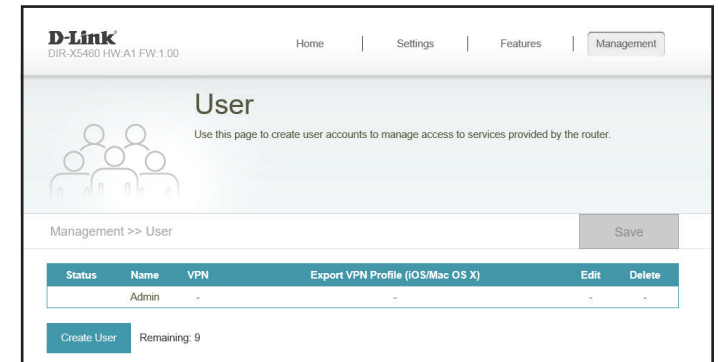 D-Link
DIR-X5460 HW:A1 FW:1.00
Home | Settings | Features | Management
User
Use this page to create user accounts to manage access to services provided by the router.
Management >> User
Save
Status Name VPN Export VPN Profile (iOS/Mac OS X) Edit Delete
Admin - - - -
Create User Remaining: 9